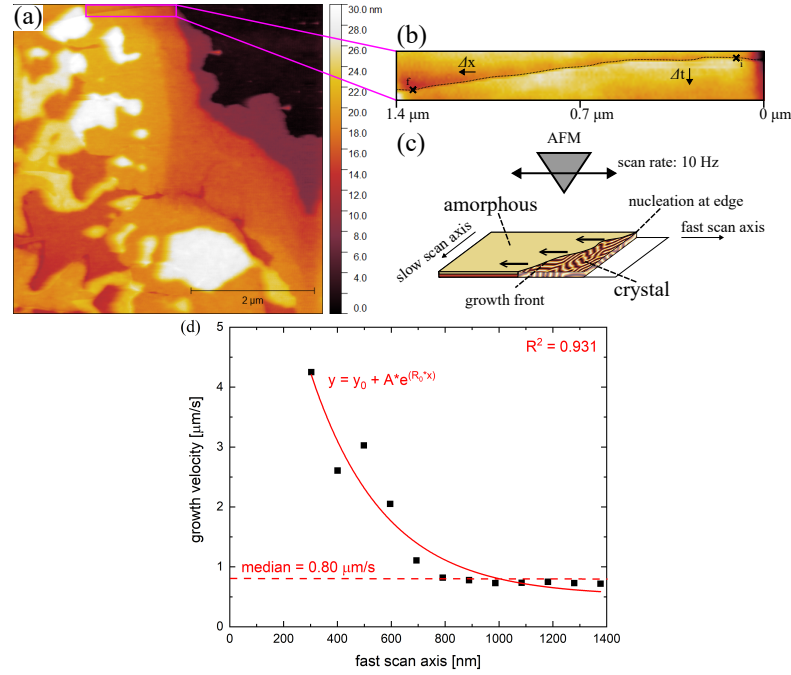 (a)
30.0 nm
28.0
26.0
24.0
22.0
20.0
18.0
16.0
14.0
12.0
10.0
8.0
6.0
4.0
0.0
2 µm
(b)
f
Δx
Δt
i
1.4 µm
0.7 µm
0 µm
(c)
AFM
scan rate: 10 Hz
amorphous
nucleation at edge
slow scan axis
fast scan axis
growth front
crystal
(d)
R² = 0.931
y = y₀ + A*e^(R₀*x)
median = 0.80 µm/s
growth velocity [µm/s]
5
4
3
2
1
0
0 200 400 600 800 1000 1200 1400
fast scan axis [nm]